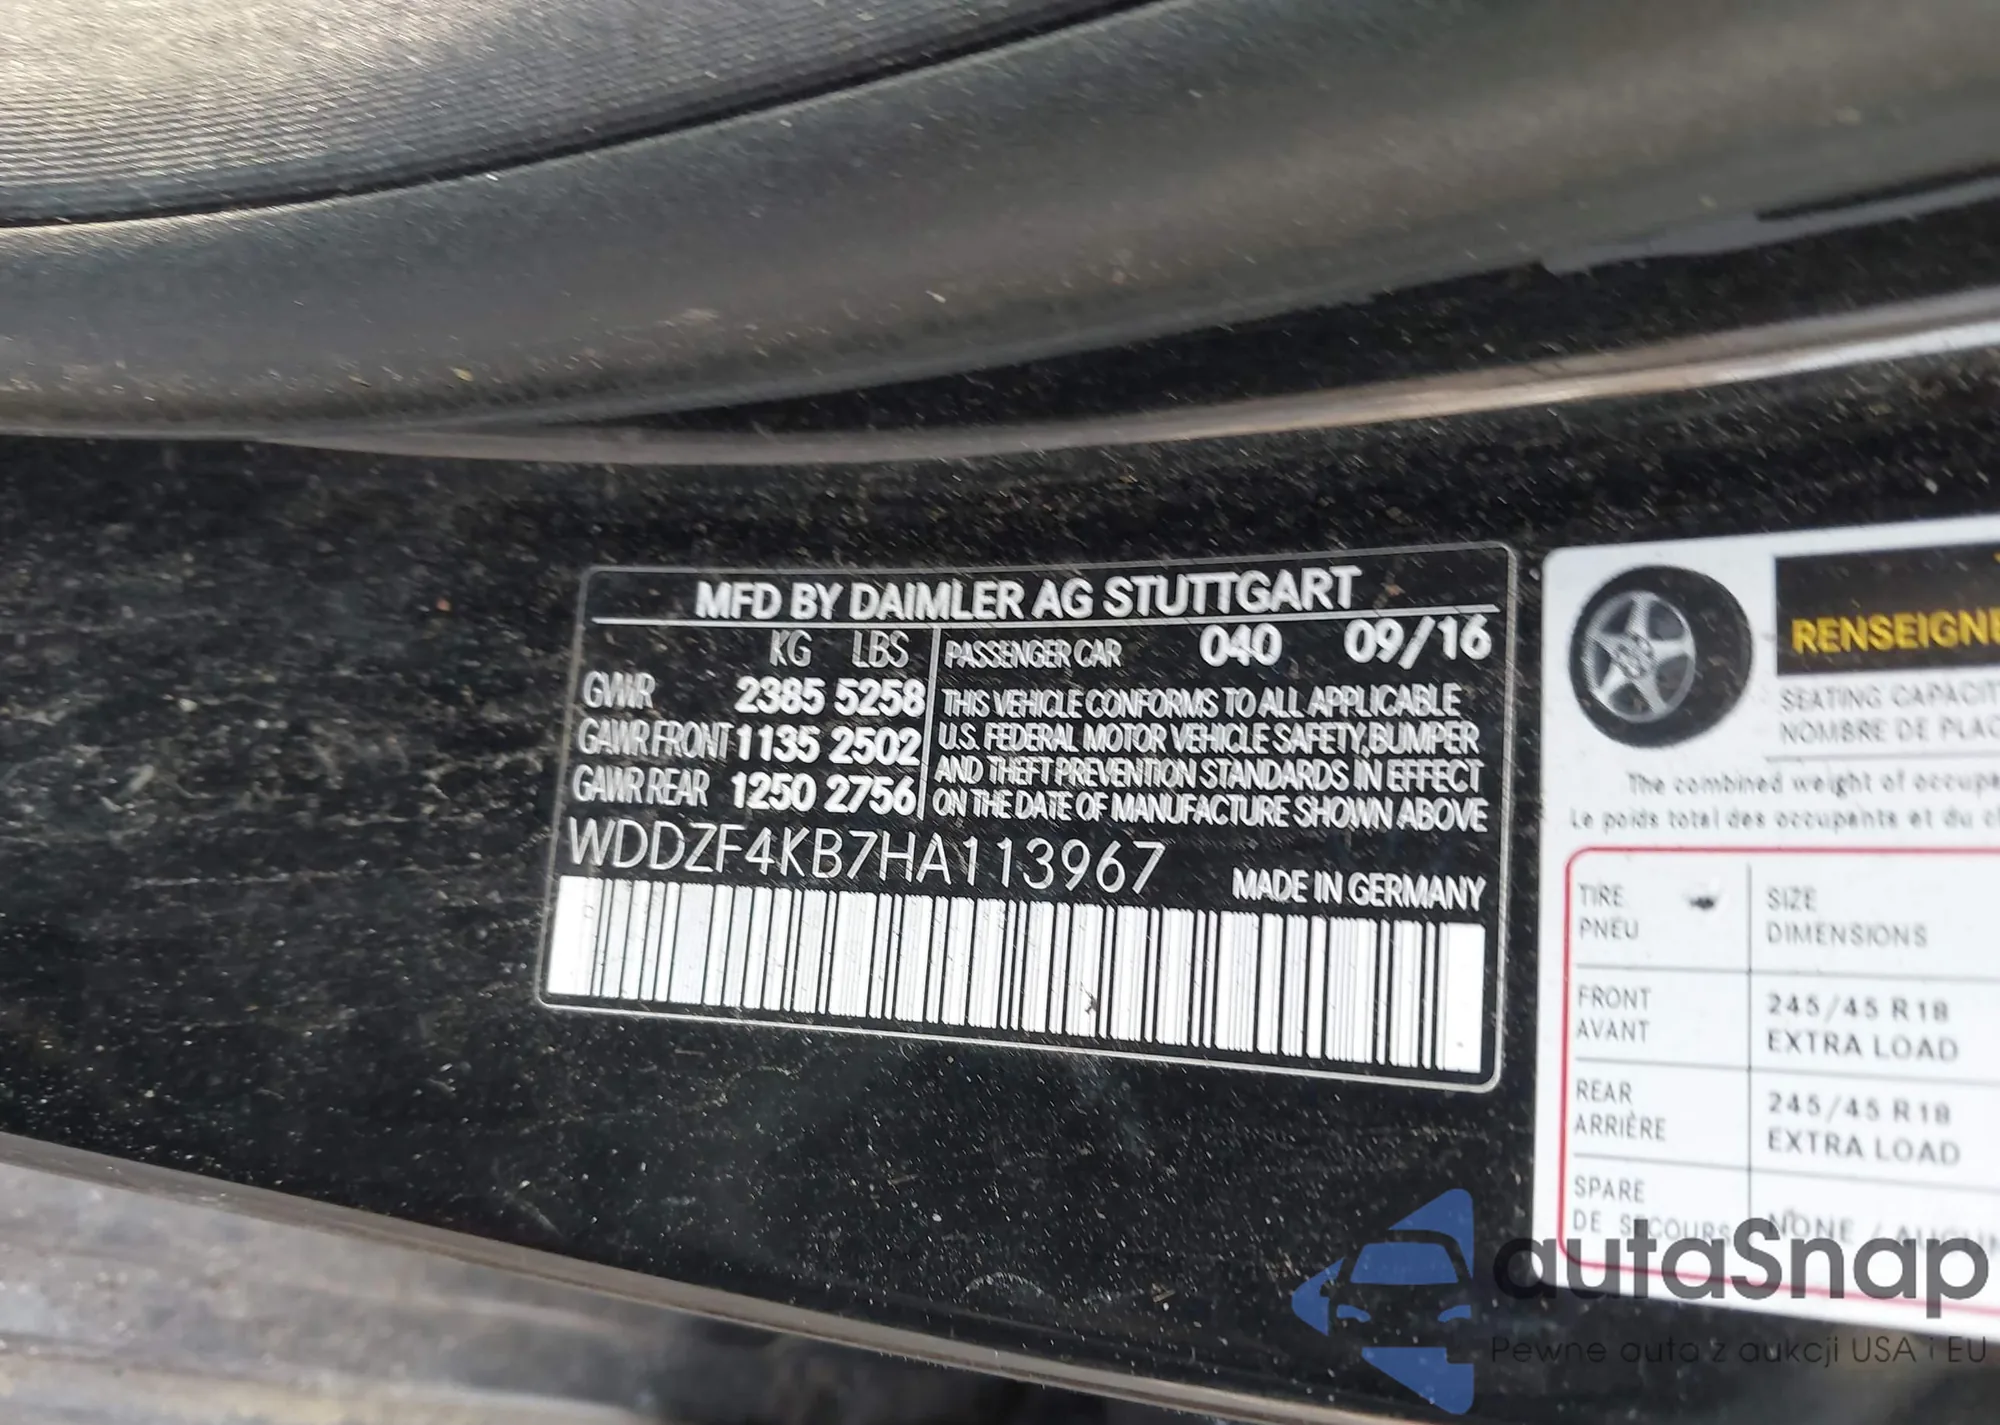 MFD BY DAIMLER AG STUTTGART
KG LBS
GVWR 2385 5258
GAWR FRONT 1135 2502
GAWR REAR 1250 2756
PASSENGER CAR 040 09/16
THIS VEHICLE CONFORMS TO ALL APPLICABLE
U.S. FEDERAL MOTOR VEHICLE SAFETY, BUMPER
AND THEFT PREVENTION STANDARDS IN EFFECT
ON THE DATE OF MANUFACTURE SHOWN ABOVE
WDDZF4KB7HA113967
MADE IN GERMANY
RENSEIGNE
SEATING CAPACIT
NOMBRE DE PLAC
The combined weight of occupa
Le poids total des occupants et du c
TIRE SIZE
PNEU DIMENSIONS
FRONT 245/45 R18
AVANT EXTRA LOAD
REAR 245/45 R18
ARRIÈRE EXTRA LOAD
SPARE
DE SECOURS NONE / AUCUN
autaSnap
Pewne auta z aukcji USA i EU